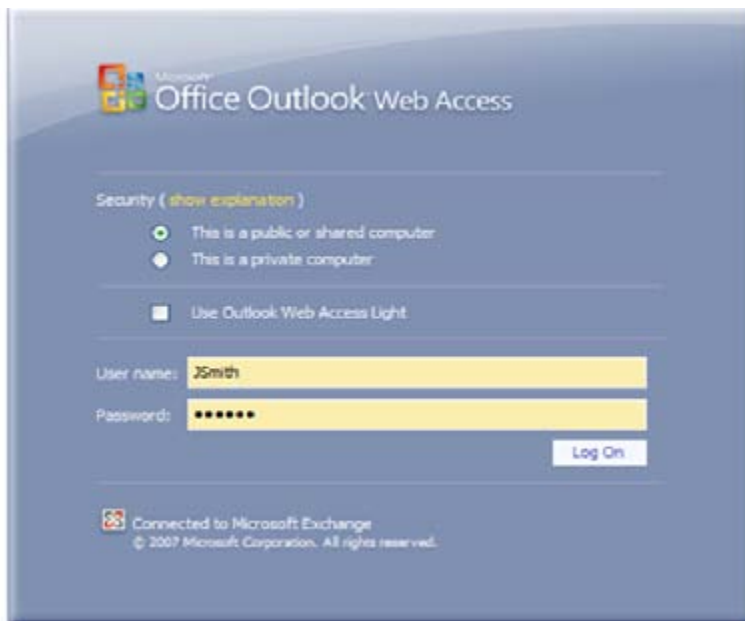 Microsoft
Office Outlook Web Access
Security ( show explanation )
This is a public or shared computer
This is a private computer
Use Outlook Web Access Light
User name: JSmith
Password: ••••••
Log On
Connected to Microsoft Exchange
© 2007 Microsoft Corporation. All rights reserved.